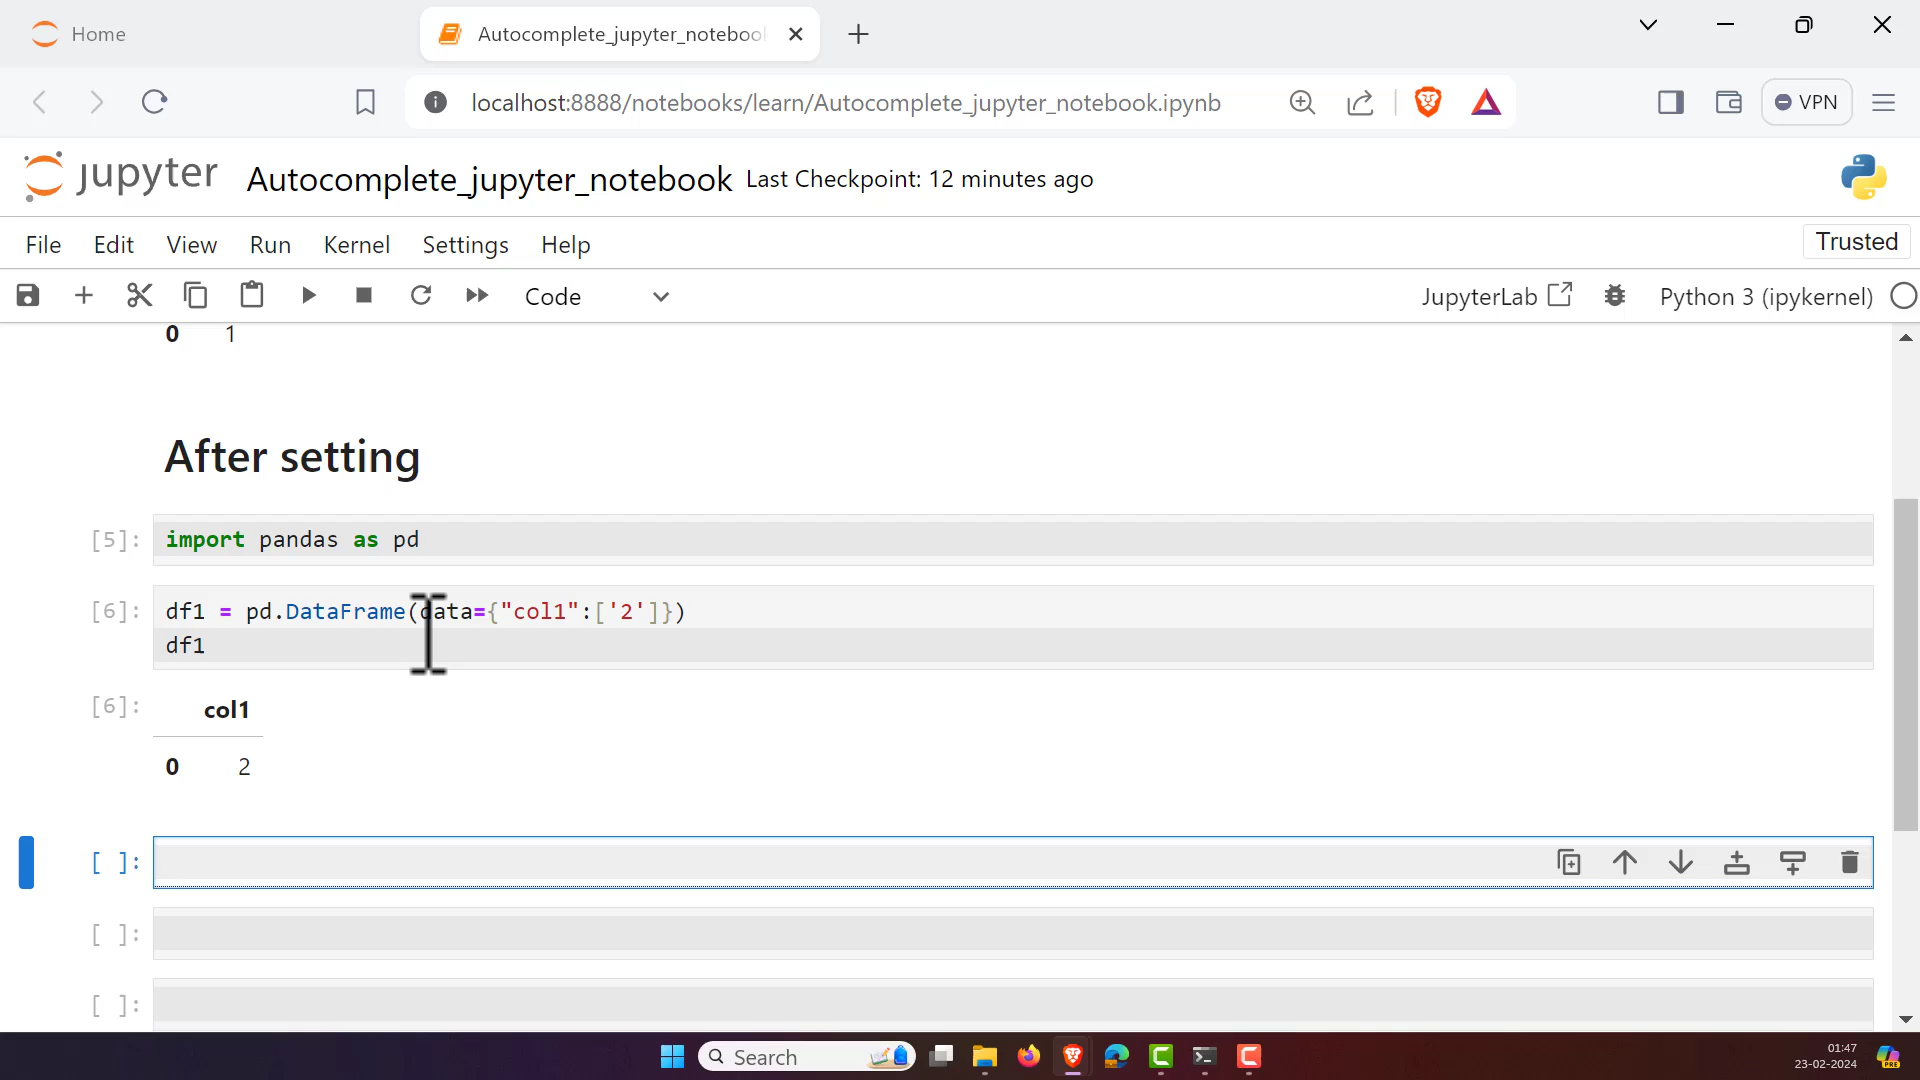 Home
Autocomplete_jupyter_noteboo
localhost:8888/notebooks/learn/Autocomplete_jupyter_notebook.ipynb
VPN
jupyter Autocomplete_jupyter_notebook Last Checkpoint: 12 minutes ago
File Edit View Run Kernel Settings Help
Trusted
Code
JupyterLab
Python 3 (ipykernel)
0 1
After setting
[5]: import pandas as pd
[6]: df1 = pd.DataFrame(data={"col1":['2']})
df1
[6]: col1
0 2
[ ]:
[ ]:
[ ]:
Search
01:47
23-02-2024
PRE